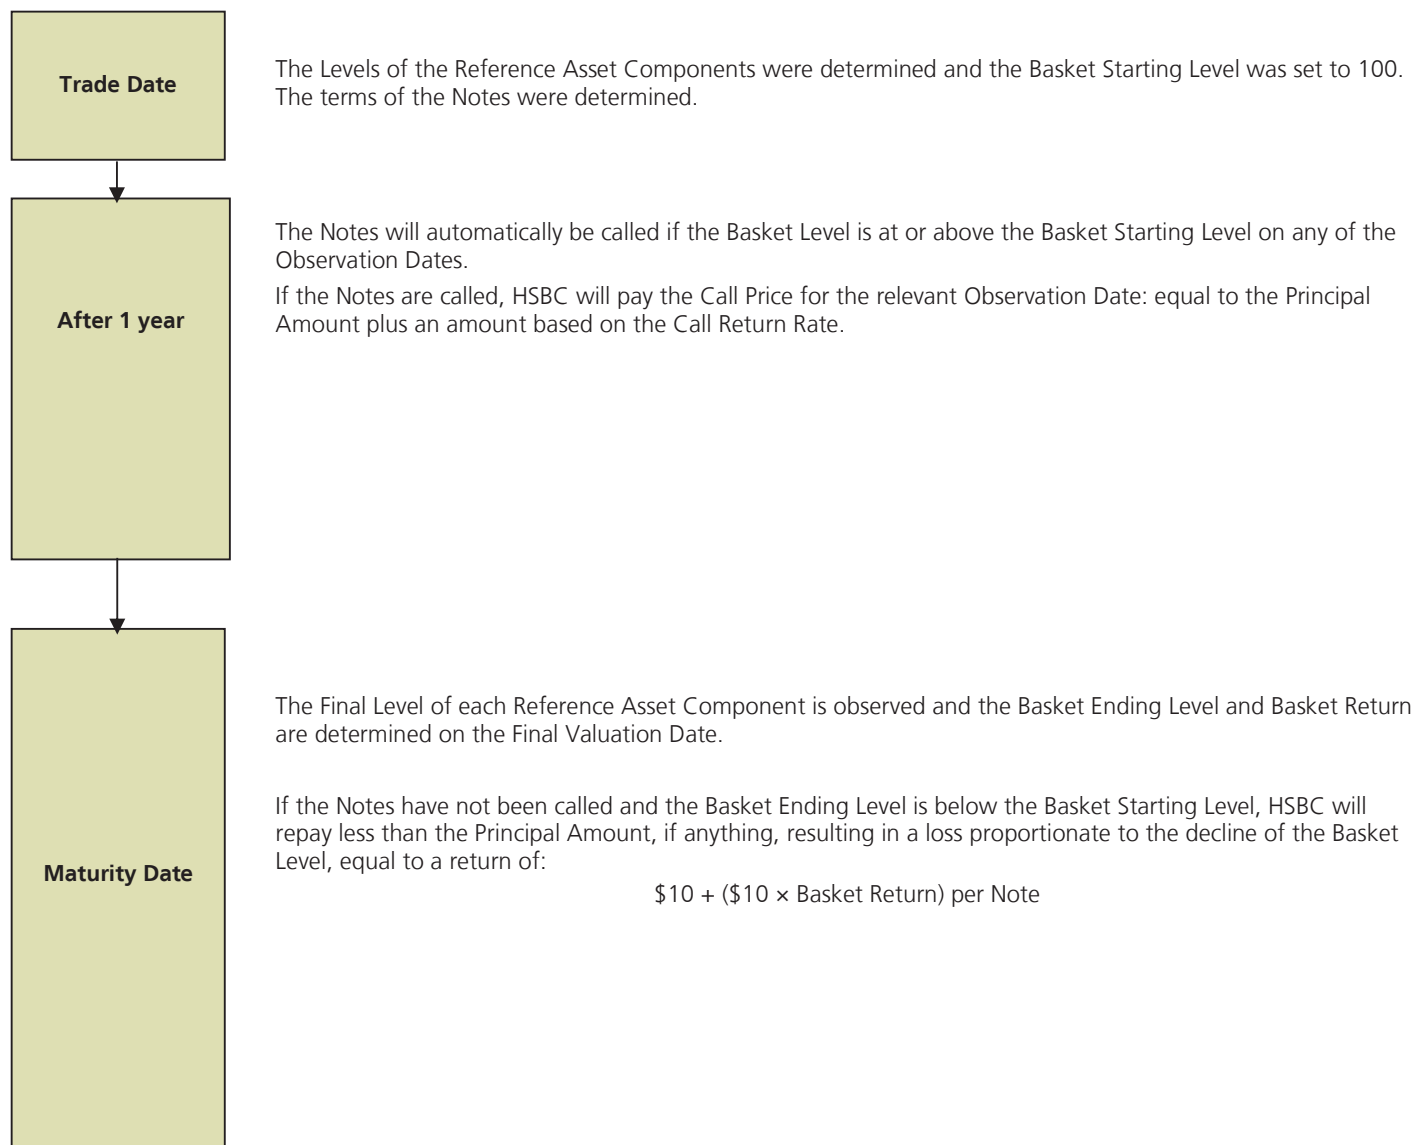 Trade Date
The Levels of the Reference Asset Components were determined and the Basket Starting Level was set to 100.
The terms of the Notes were determined.
After 1 year
The Notes will automatically be called if the Basket Level is at or above the Basket Starting Level on any of the
Observation Dates.
If the Notes are called, HSBC will pay the Call Price for the relevant Observation Date: equal to the Principal
Amount plus an amount based on the Call Return Rate.
Maturity Date
The Final Level of each Reference Asset Component is observed and the Basket Ending Level and Basket Return
are determined on the Final Valuation Date.
If the Notes have not been called and the Basket Ending Level is below the Basket Starting Level, HSBC will
repay less than the Principal Amount, if anything, resulting in a loss proportionate to the decline of the Basket
Level, equal to a return of:
$10 + ($10 × Basket Return) per Note